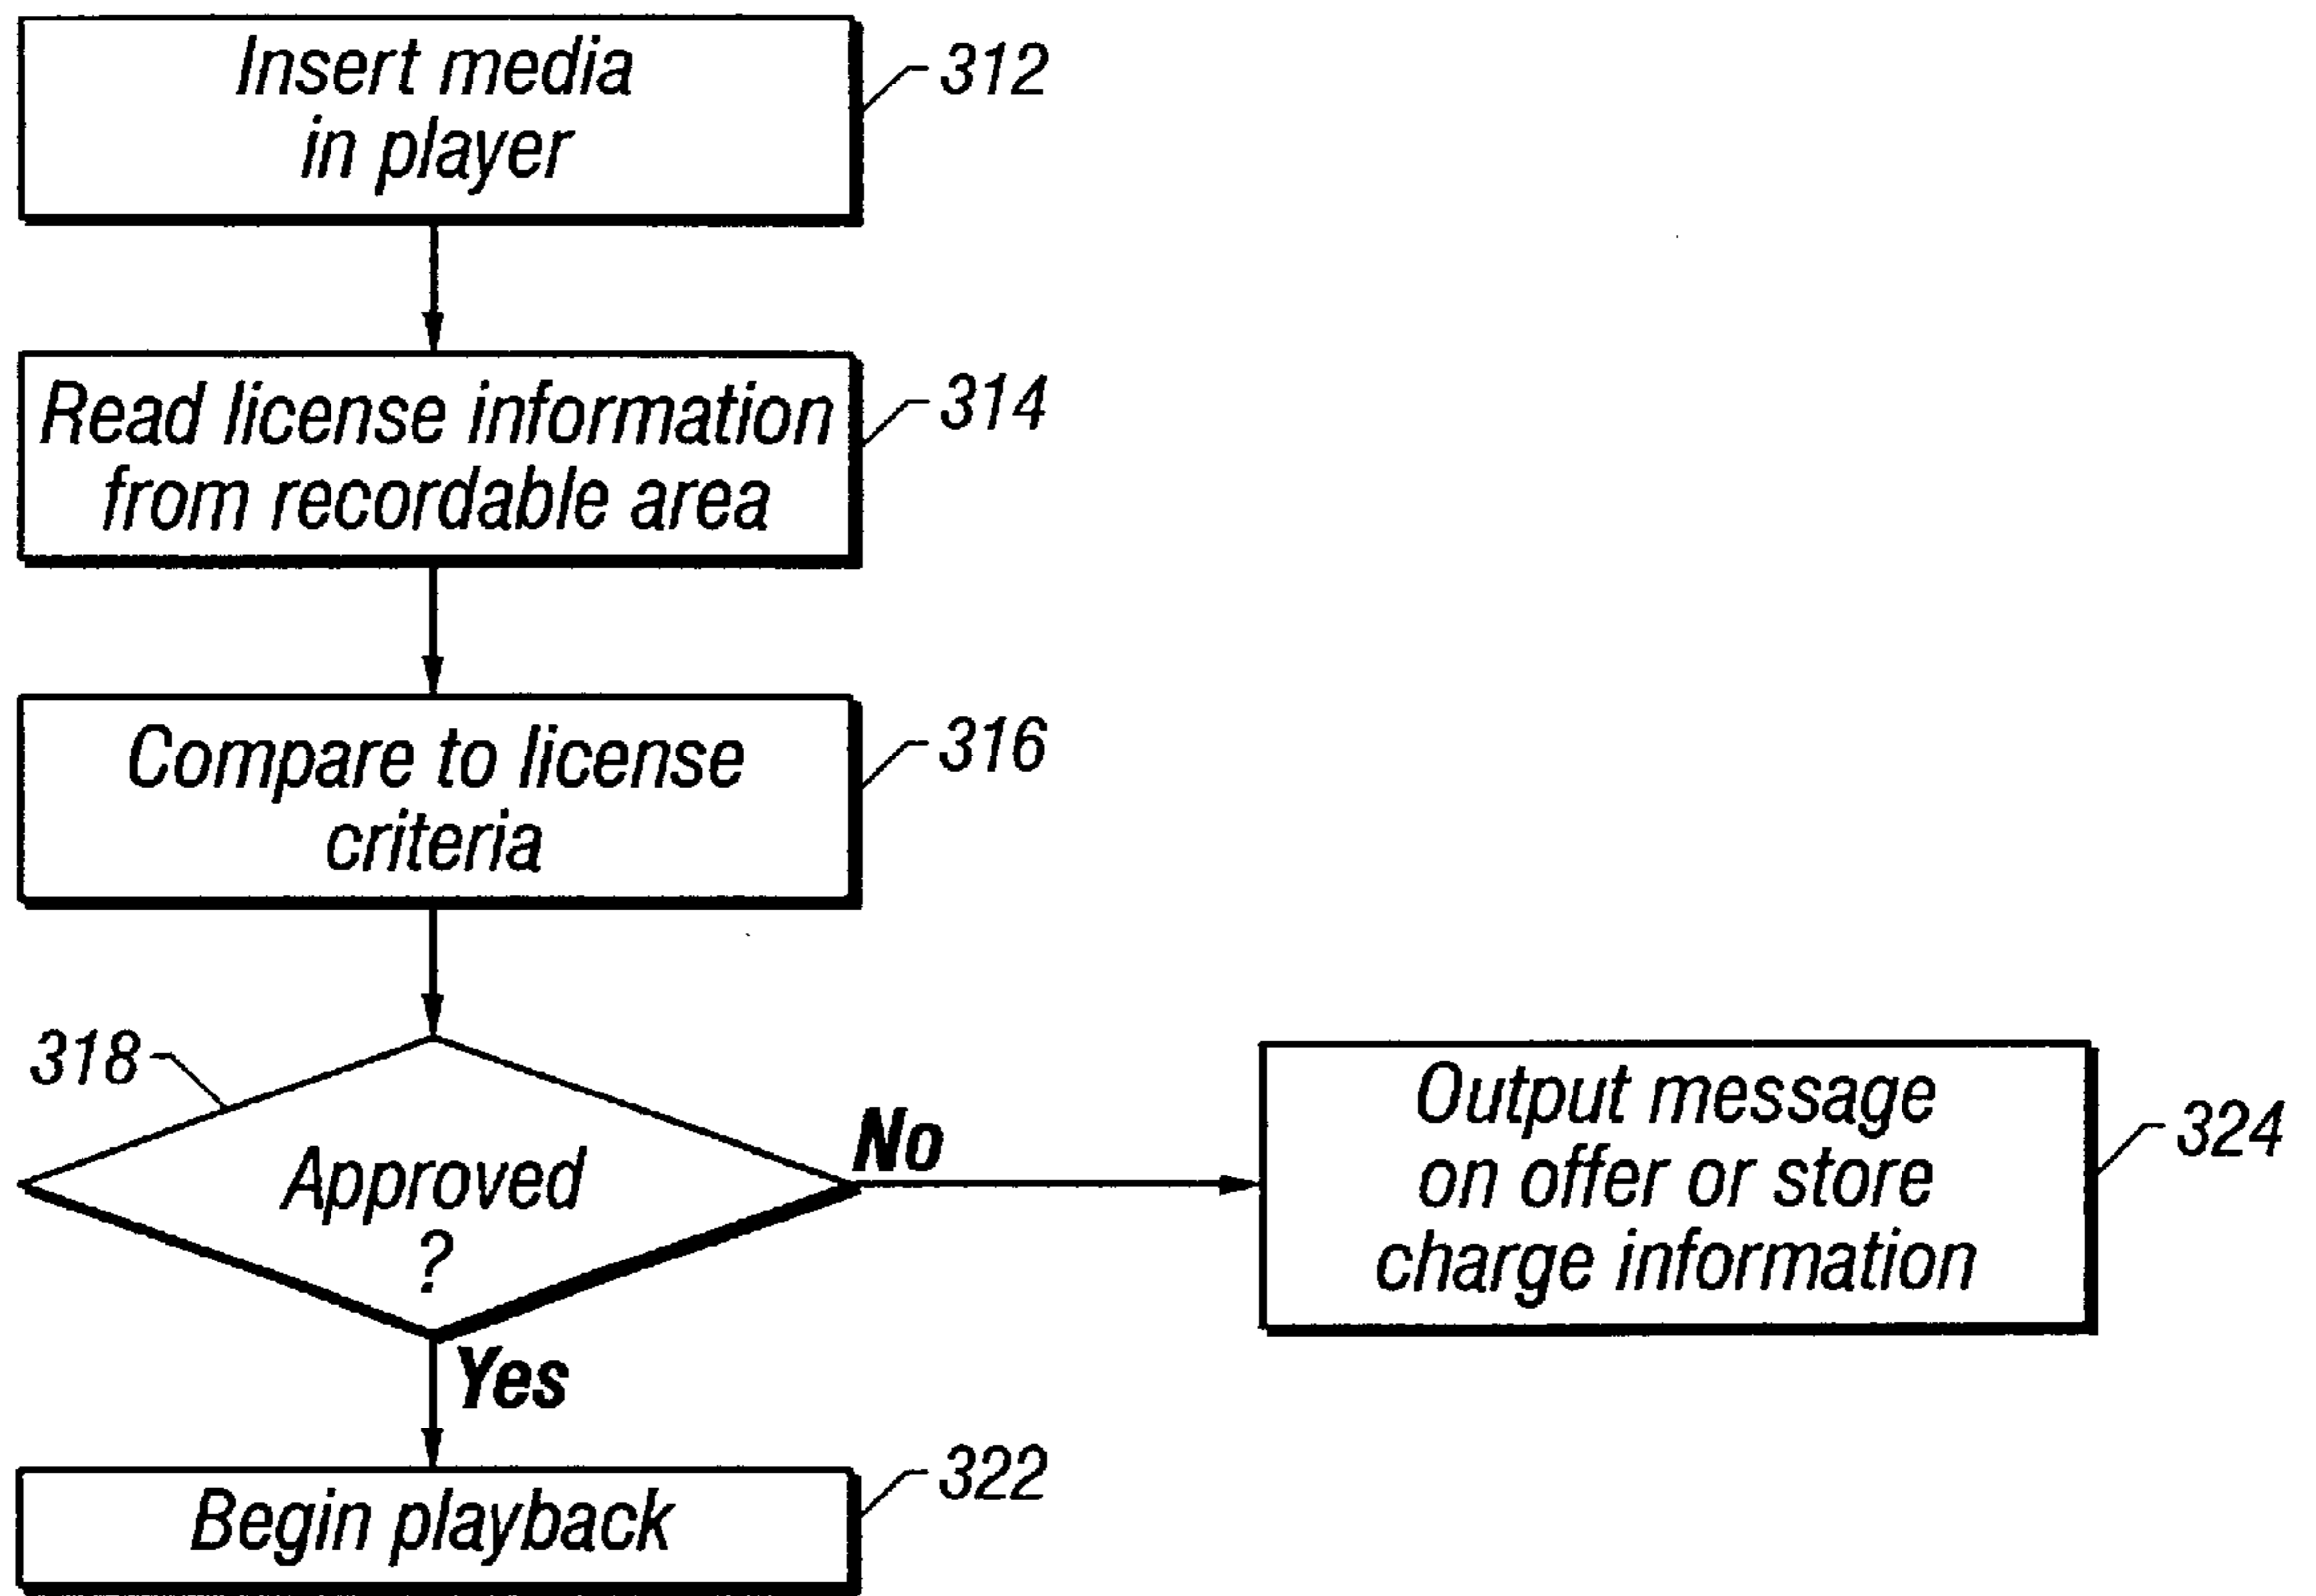 Insert media
in player
312
Read license information
from recordable area
314
Compare to license
criteria
316
318
Approved
?
No
Output message
on offer or store
charge information
324
Yes
Begin playback
322